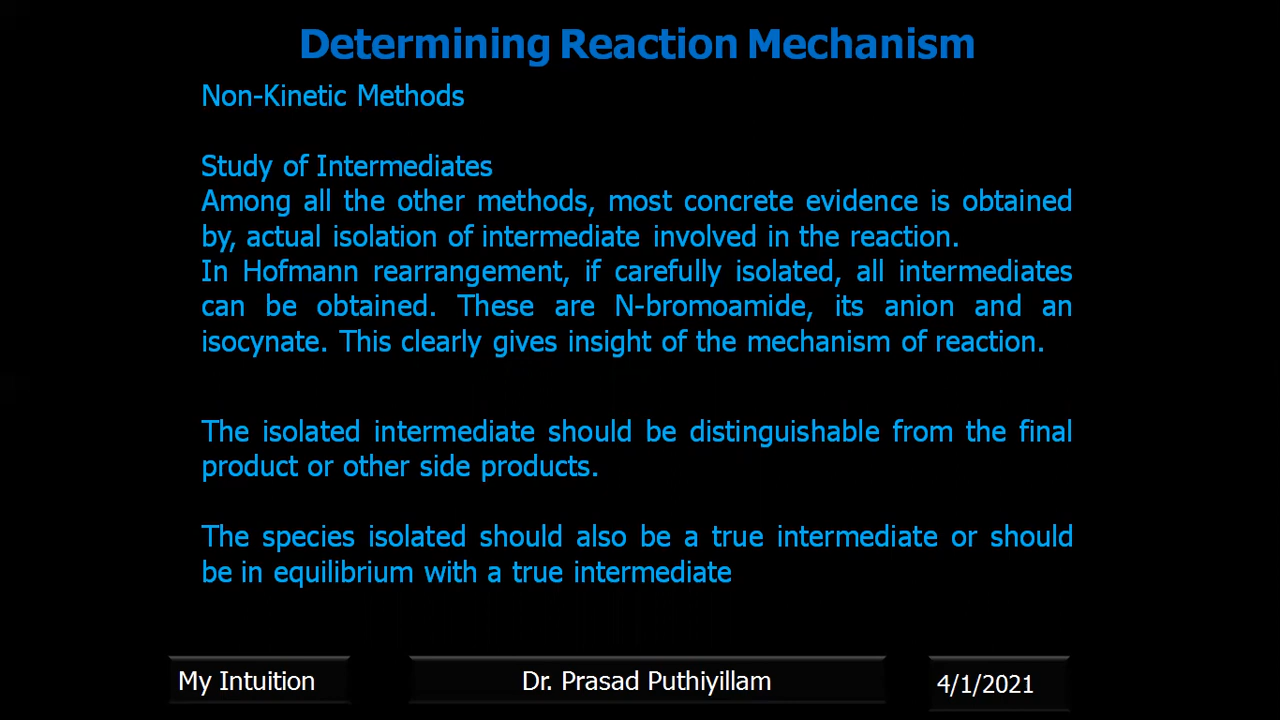 Determining Reaction Mechanism
Non-Kinetic Methods
Study of Intermediates
Among all the other methods, most concrete evidence is obtained
by, actual isolation of intermediate involved in the reaction.
In Hofmann rearrangement, if carefully isolated, all intermediates
can be obtained. These are N-bromoamide, its anion and an
isocynate. This clearly gives insight of the mechanism of reaction.
The isolated intermediate should be distinguishable from the final
product or other side products.
The species isolated should also be a true intermediate or should
be in equilibrium with a true intermediate
My Intuition
Dr. Prasad Puthiyillam
4/1/2021